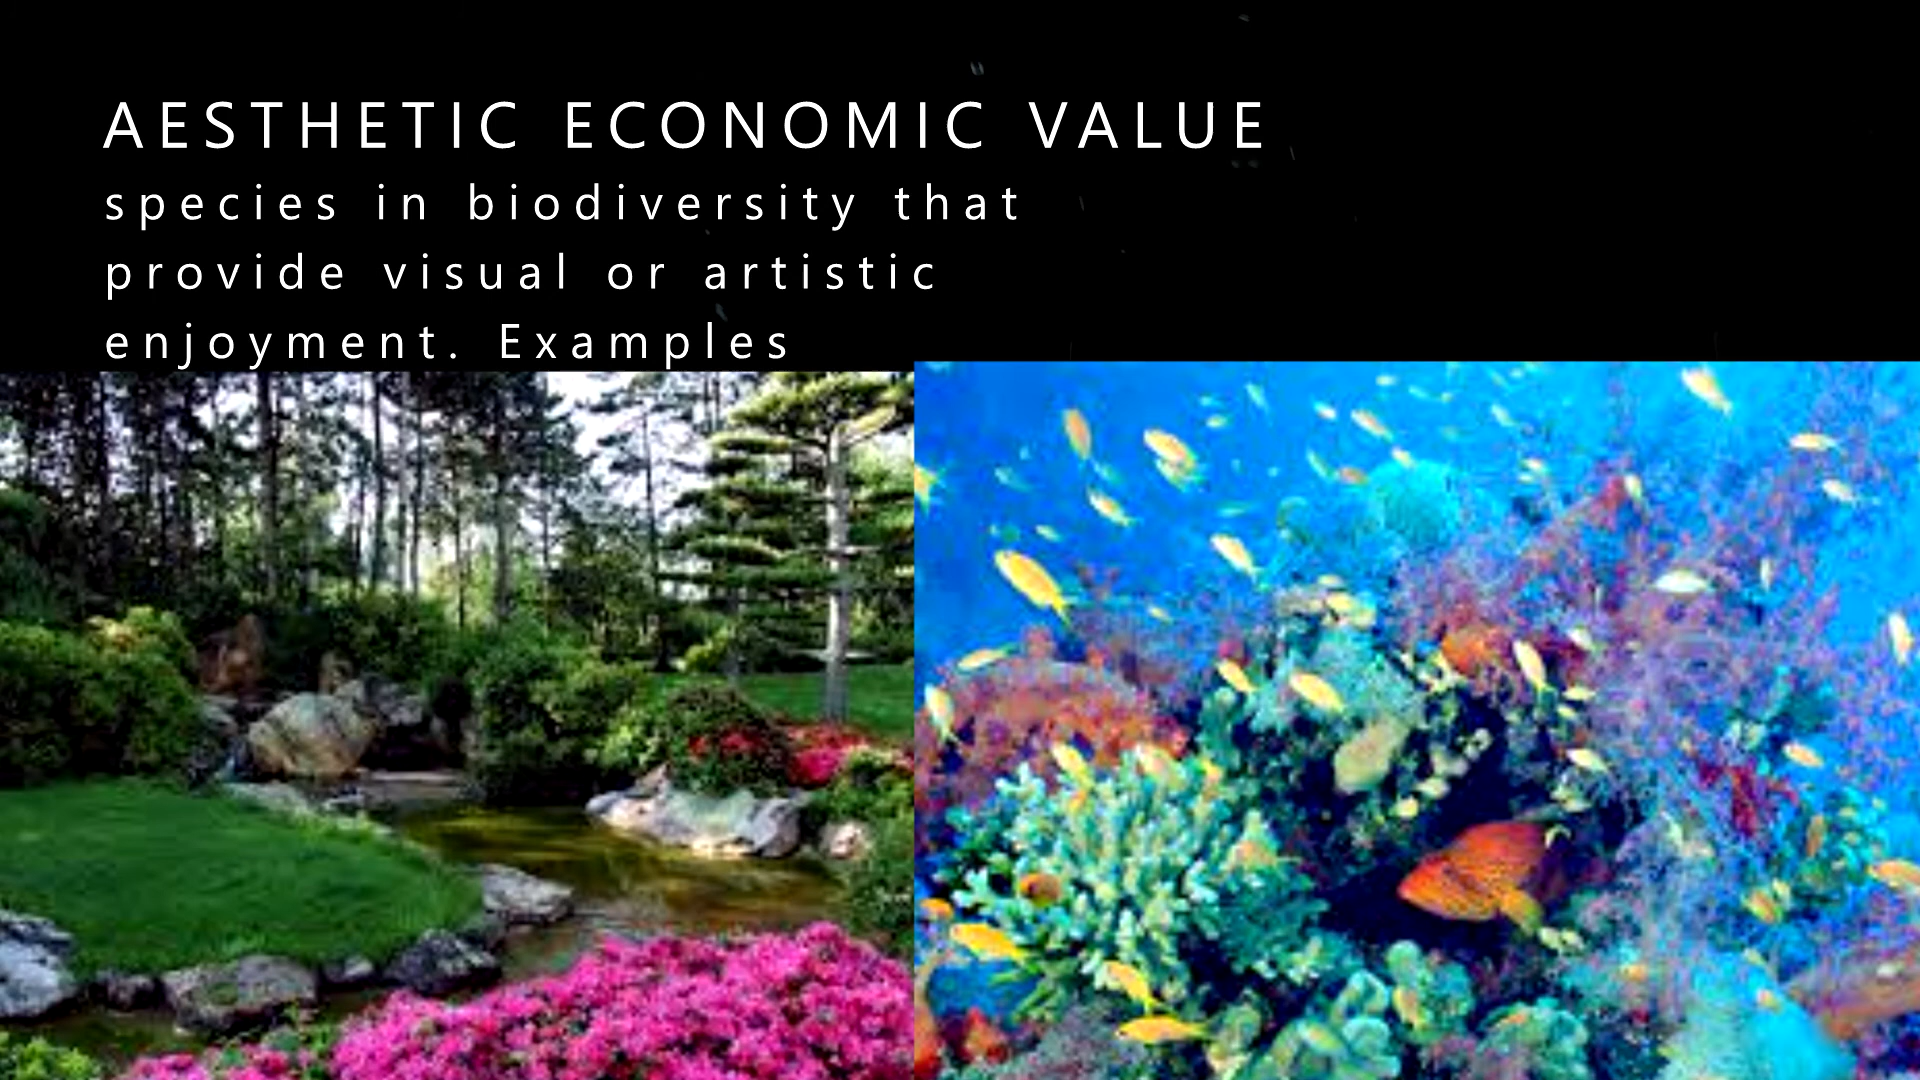 AESTHETIC ECONOMIC VALUE
species in biodiversity that
provide visual or artistic
enjoyment. Examples